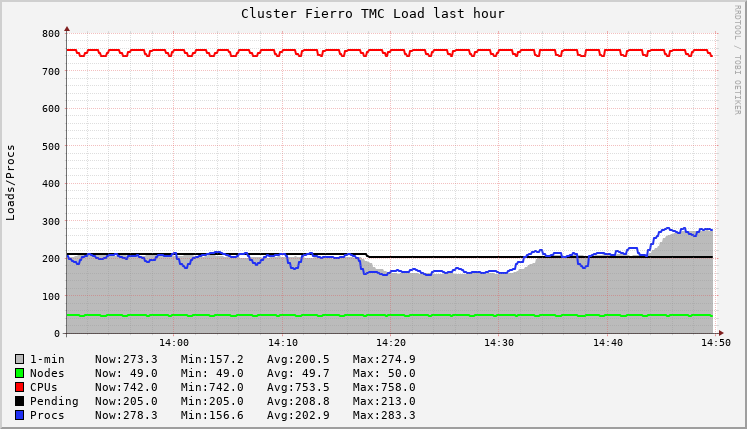 Cluster Fierro TMC Load last hour
RRDTOOL / TOBI OETIKER
Loads/Procs
800
700
600
500
400
300
200
100
0
14:00 14:10 14:20 14:30 14:40 14:50
1-min Now:273.3 Min:157.2 Avg:200.5 Max:274.9
Nodes Now: 49.0 Min: 49.0 Avg: 49.7 Max: 50.0
CPUs Now:742.0 Min:742.0 Avg:753.5 Max:758.0
Pending Now:205.0 Min:205.0 Avg:208.8 Max:213.0
Procs Now:278.3 Min:156.6 Avg:202.9 Max:283.3